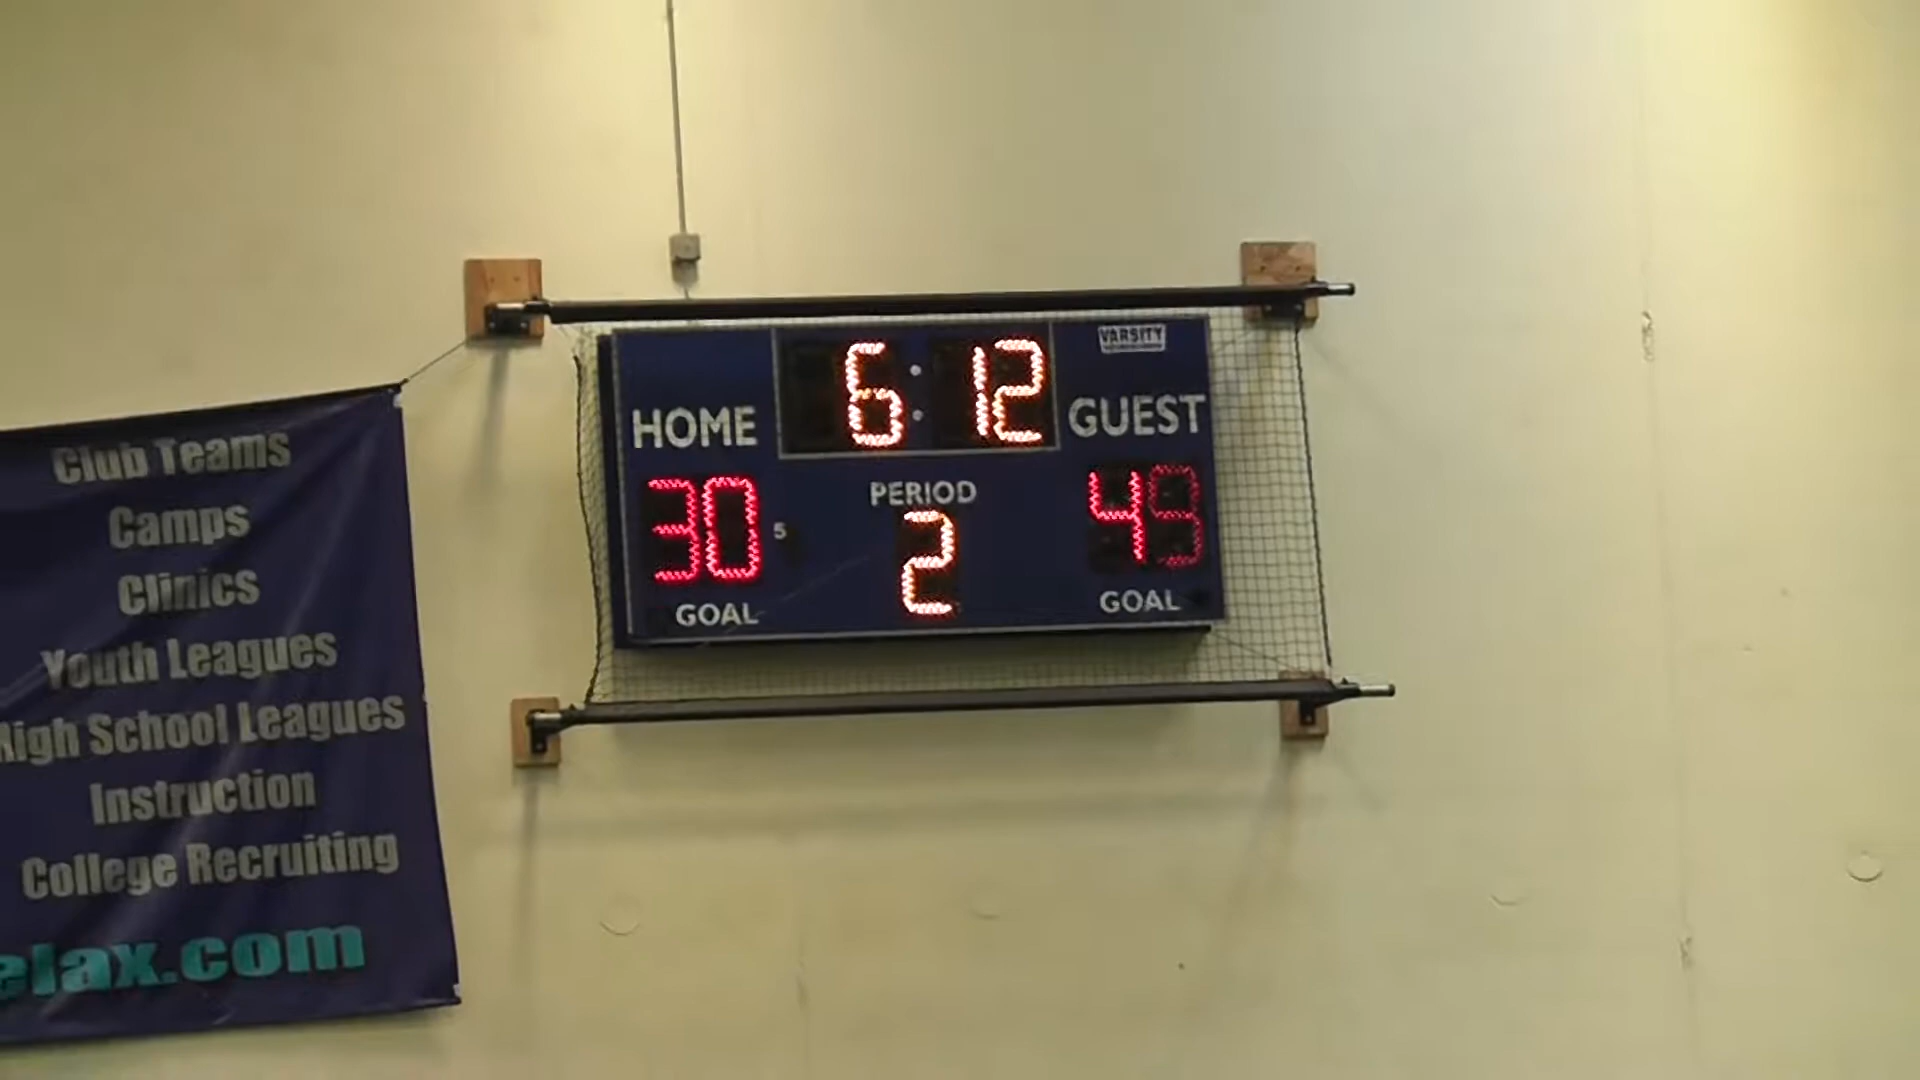 Club Teams
Camps
Clinics
Youth Leagues
High School Leagues
Instruction
College Recruiting
elax.com
VARSITY
6:12
HOME
GUEST
30
5
PERIOD
49
2
GOAL
GOAL